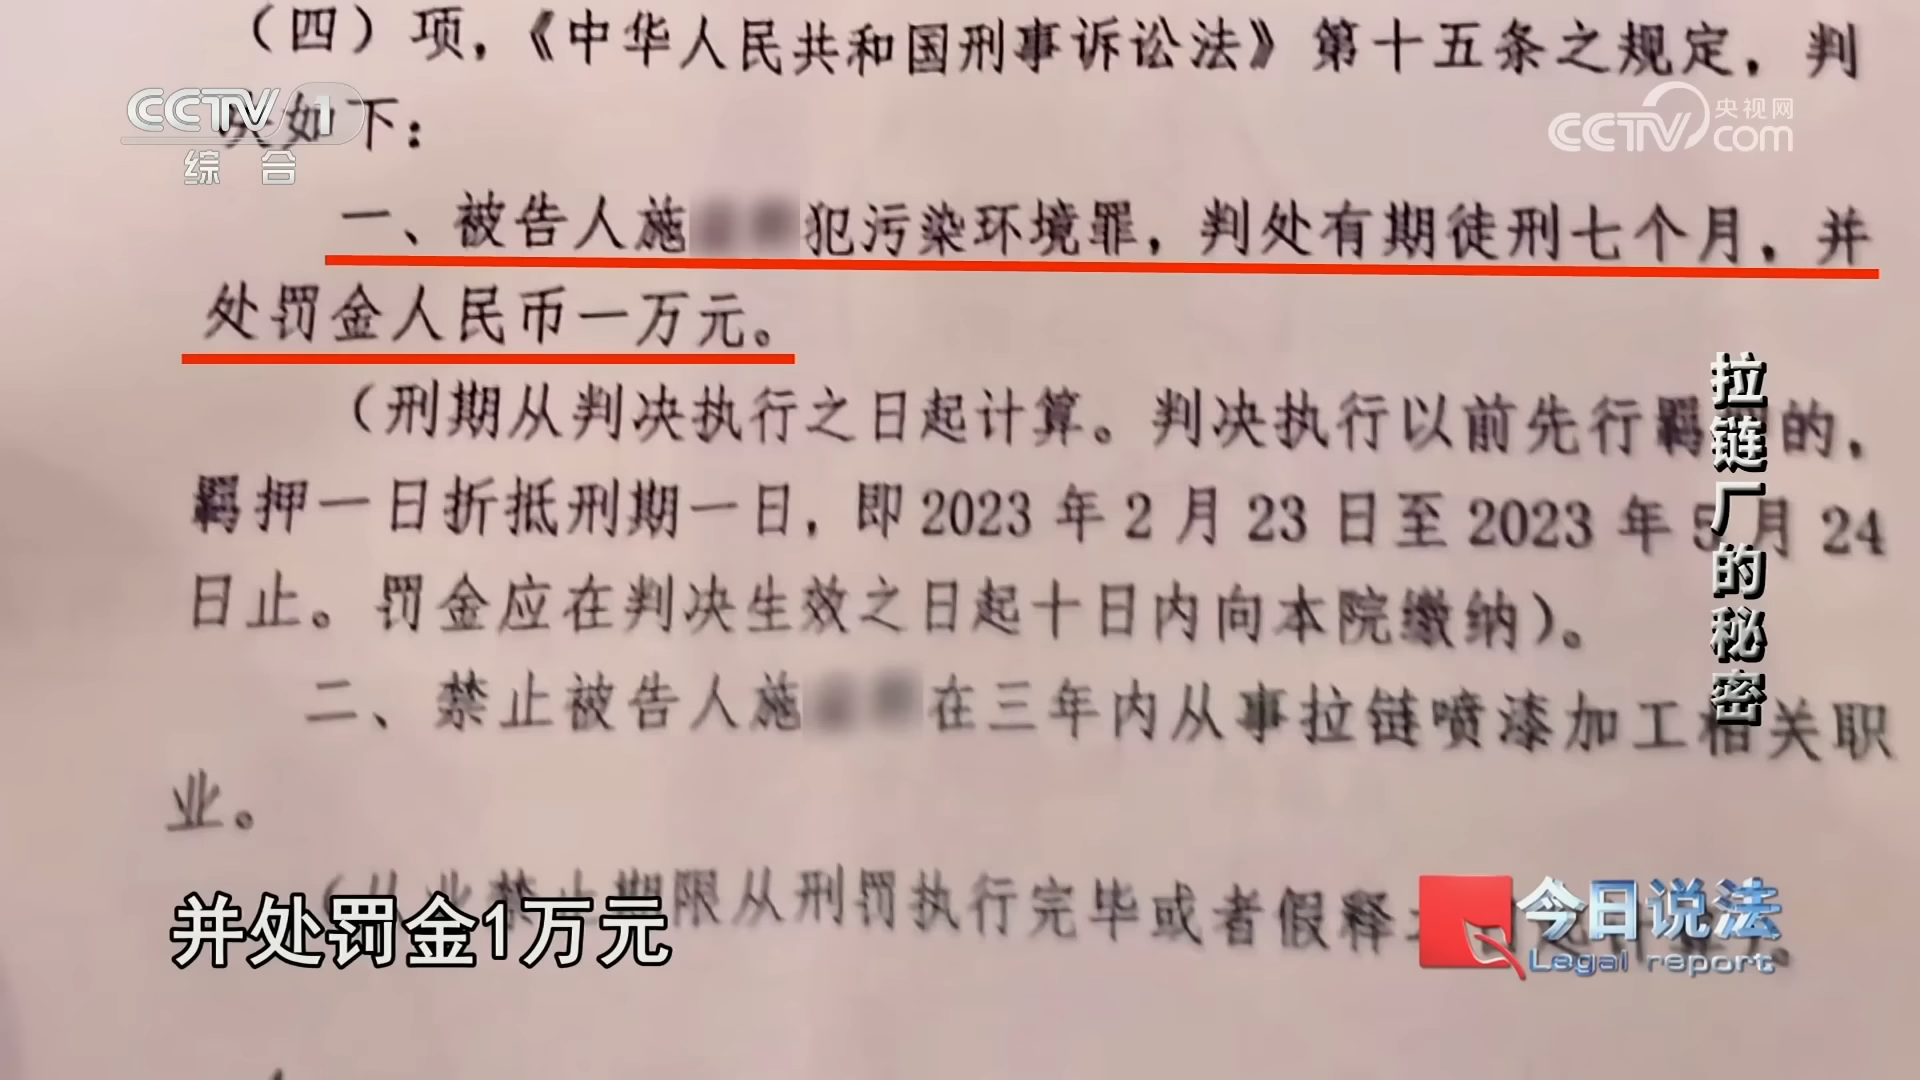 （四）项，《中华人民共和国刑事诉讼法》第十五条之规定，判
决如下：
CCTV 1
综合
CCTV com
央视网
一、被告人施 犯污染环境罪，判处有期徒刑七个月，并
处罚金人民币一万元。
（刑期从判决执行之日起计算。判决执行以前先行羁 的，
羁押一日折抵刑期一日，即2023年2月23日至2023年5月24
日止。罚金应在判决生效之日起十日内向本院缴纳）。
二、禁止被告人施 在三年内从事拉链喷漆加工相关职
业。
期限从刑罚执行完毕或者假释
拉链厂的秘密
并处罚金1万元
今日说法
Legal report